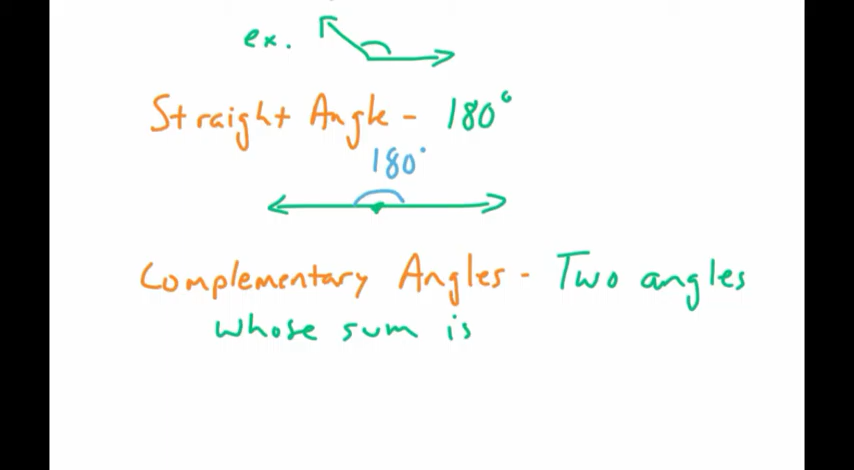 ex.
Straight Angle - 180°
180°
Complementary Angles - Two angles
whose sum is